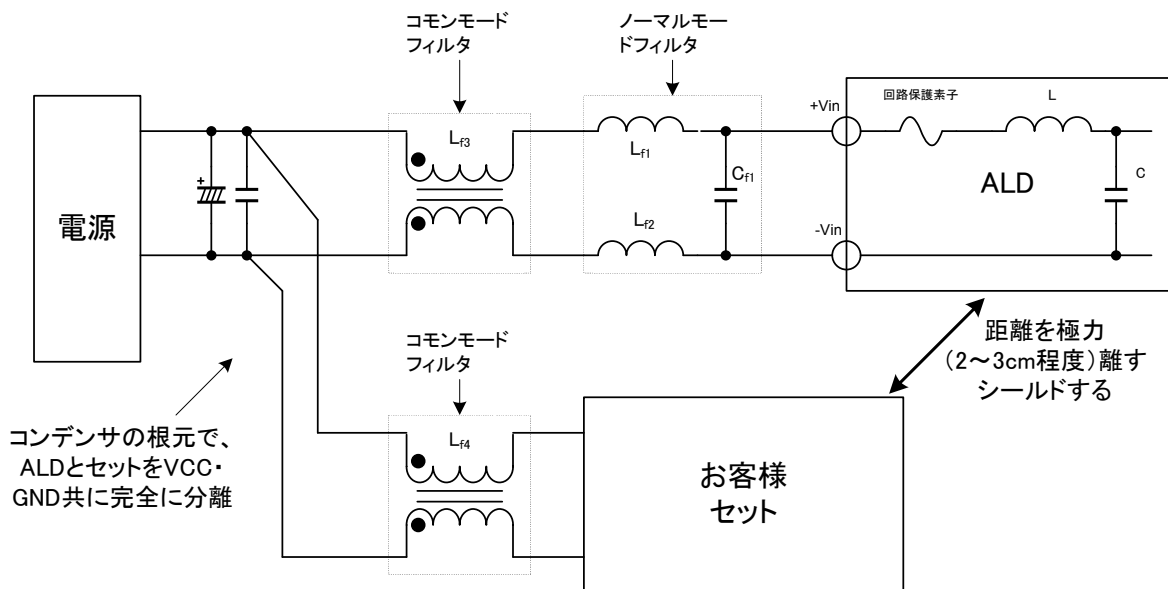 コモンモード
フィルタ
ノーマルモー
ドフィルタ
Lf3
Lf1
Cf1
Lf2
+Vin
-Vin
回路保護素子
L
C
ALD
+
電源
コンデンサの根元で、
ALDとセットをVCC・
GND共に完全に分離
コモンモード
フィルタ
Lf4
お客様
セット
距離を極力
(2～3cm程度)離す
シールドする